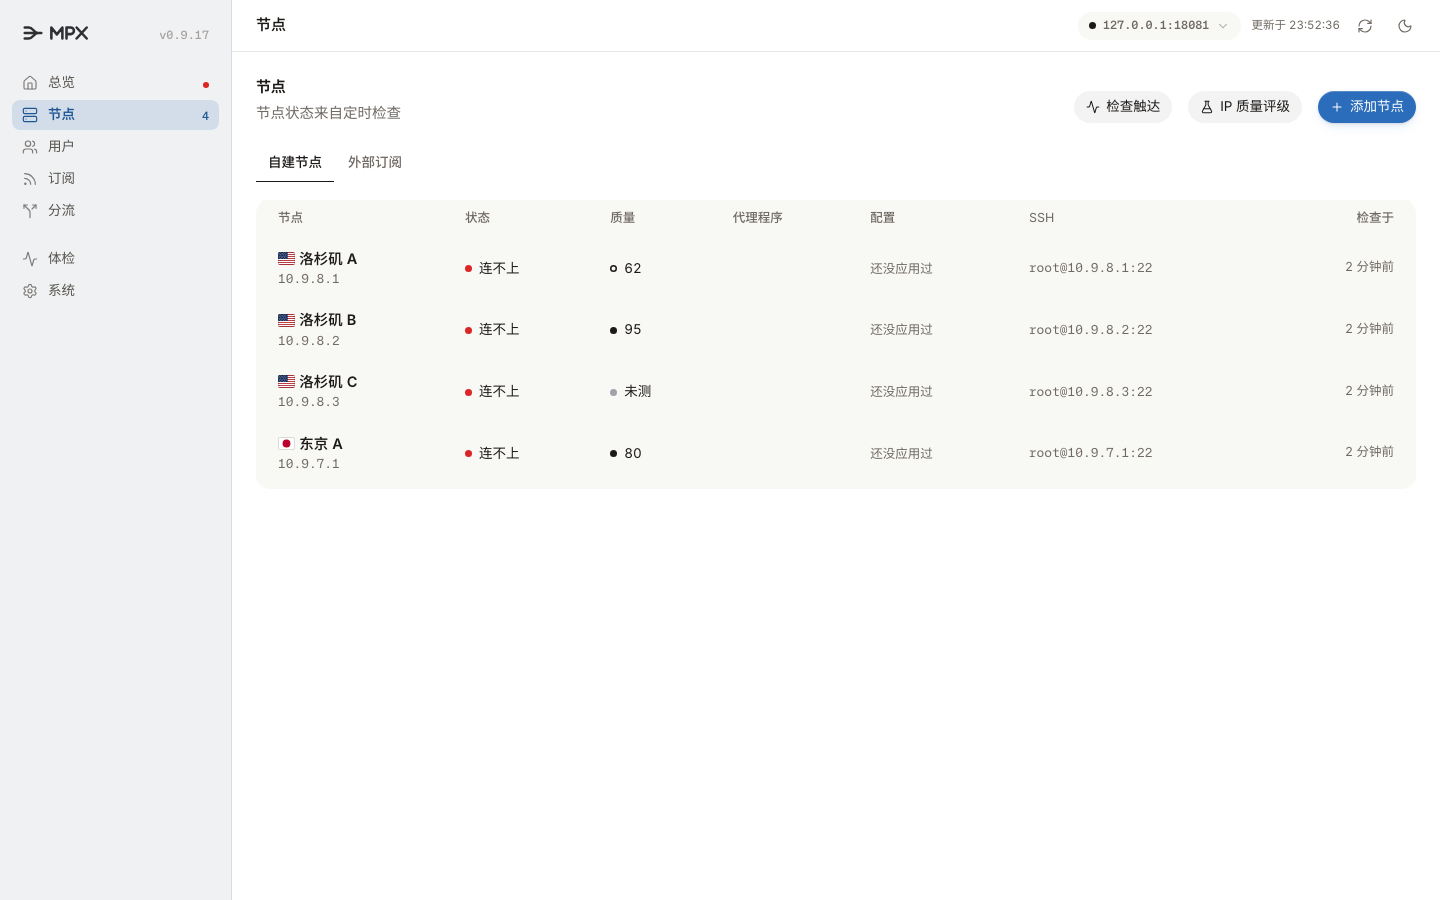 MPX
v0.9.17
总览
节点
4
用户
订阅
分流
体检
系统
节点
127.0.0.1:18081
更新于 23:52:36
节点
节点状态来自定时检查
检查触达
IP 质量评级
添加节点
自建节点
外部订阅
节点 状态 质量 代理程序 配置 SSH 检查于
洛杉矶 A
10.9.8.1
连不上 62 还没应用过 root@10.9.8.1:22 2 分钟前
洛杉矶 B
10.9.8.2
连不上 95 还没应用过 root@10.9.8.2:22 2 分钟前
洛杉矶 C
10.9.8.3
连不上 未测 还没应用过 root@10.9.8.3:22 2 分钟前
东京 A
10.9.7.1
连不上 80 还没应用过 root@10.9.7.1:22 2 分钟前